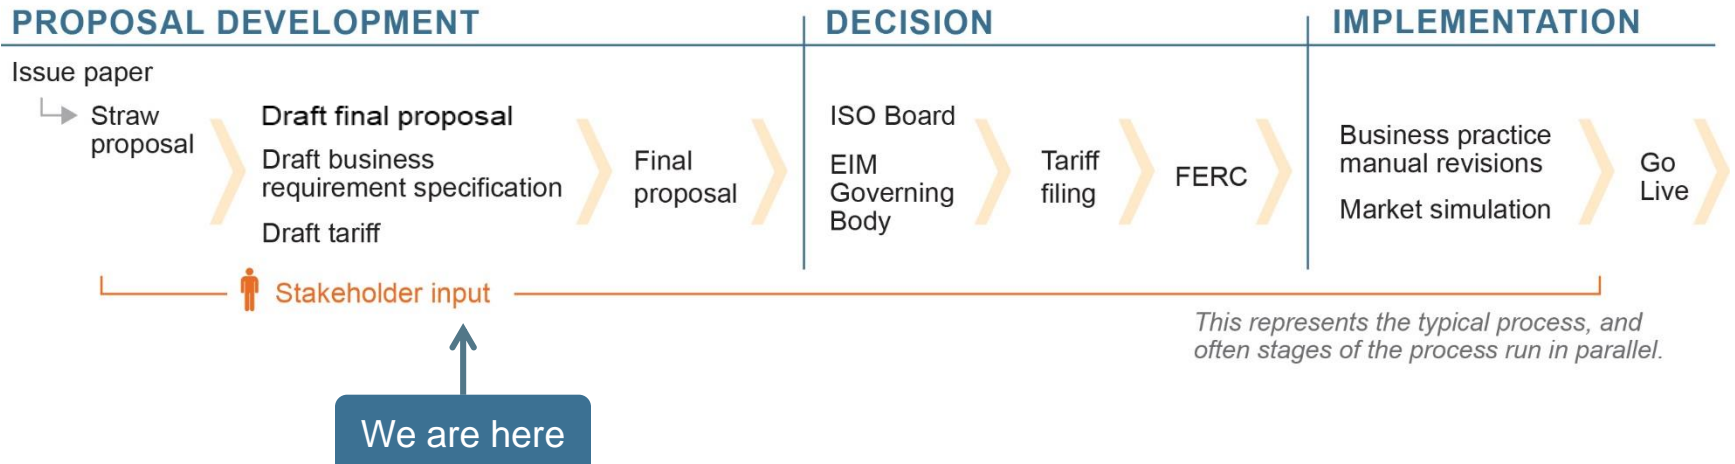 PROPOSAL DEVELOPMENT
DECISION
IMPLEMENTATION
Issue paper
Straw
proposal
Draft final proposal
Draft business
requirement specification
Draft tariff
Final
proposal
ISO Board
EIM
Governing
Body
Tariff
filing
FERC
Business practice
manual revisions
Market simulation
Go
Live
Stakeholder input
This represents the typical process, and
often stages of the process run in parallel.
We are here